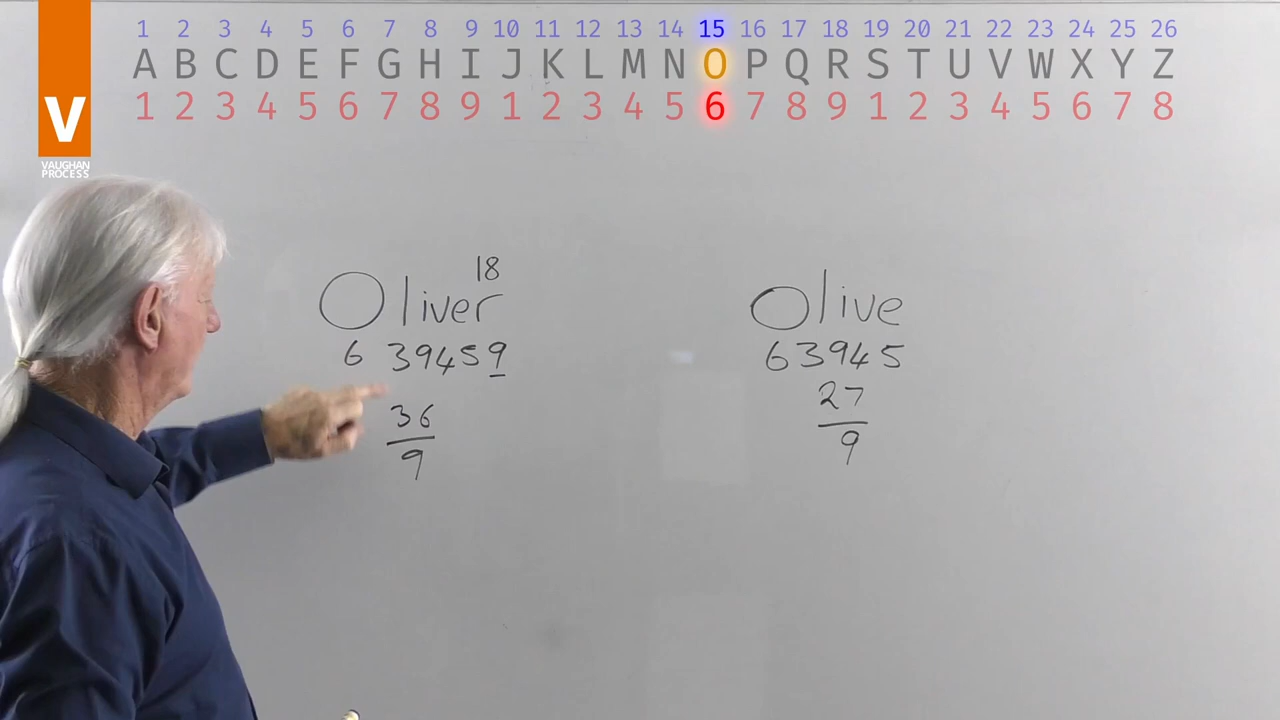 1 2 3 4 5 6 7 8 9 10 11 12 13 14 15 16 17 18 19 20 21 22 23 24 25 26
A B C D E F G H I J K L M N O P Q R S T U V W X Y Z
1 2 3 4 5 6 7 8 9 1 2 3 4 5 6 7 8 9 1 2 3 4 5 6 7 8
V
VAUGHAN
PROCESS
18
Oliver
6 39459
36
9
Olive
63945
27
9